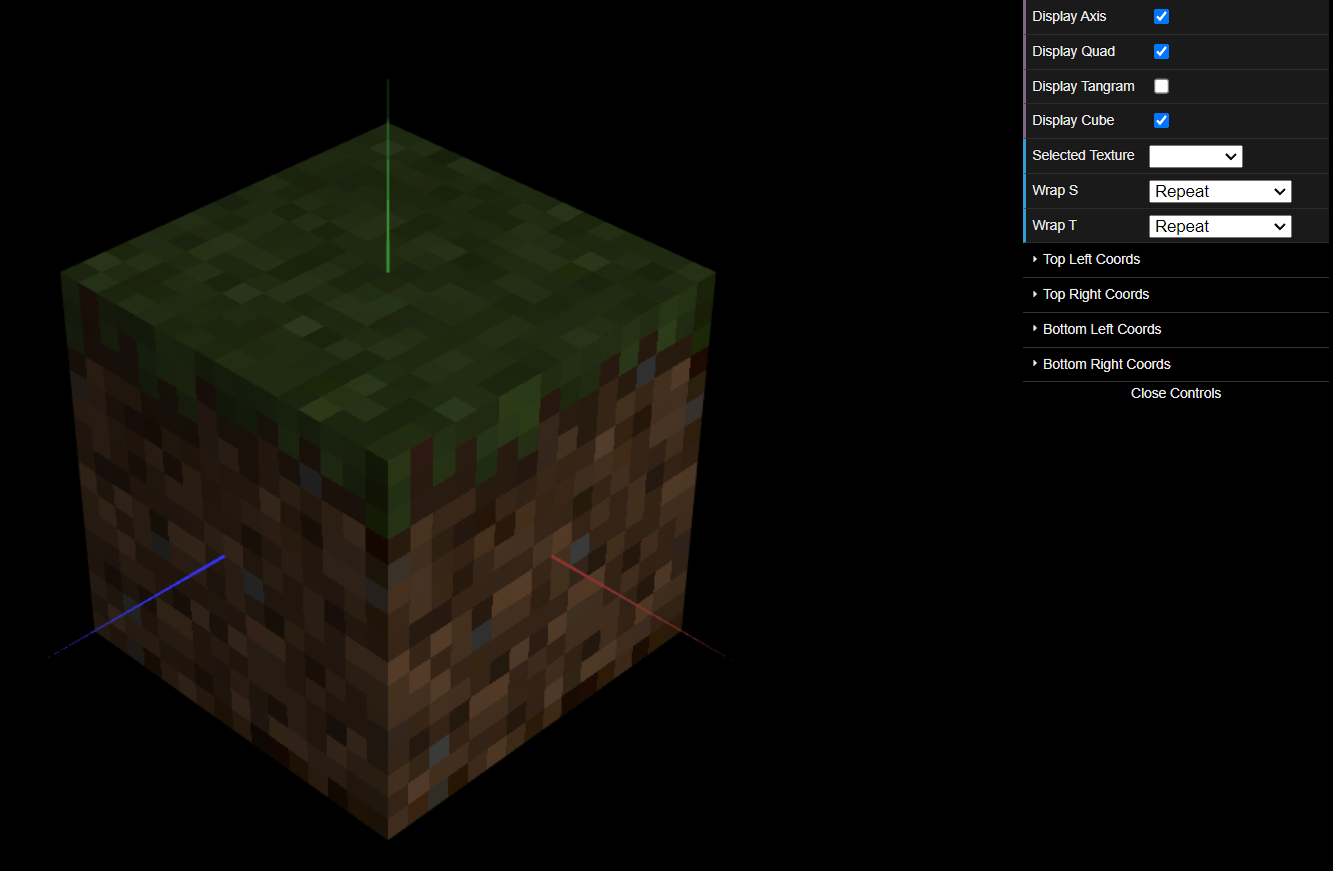 Display Axis
Display Quad
Display Tangram
Display Cube
Selected Texture
Wrap S Repeat
Wrap T Repeat
Top Left Coords
Top Right Coords
Bottom Left Coords
Bottom Right Coords
Close Controls